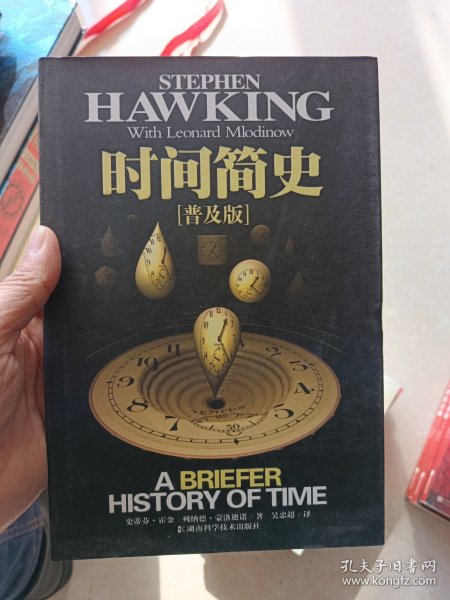 STEPHEN
HAWKING
With Leonard Mlodinow
时间简史
[普及版]
TEMPUS
A BRIEFER
HISTORY OF TIME
史蒂芬·霍金 列纳德·蒙洛迪诺/著 吴忠超/译
湖南科学技术出版社
孔夫子旧书网
www.kongfz.com